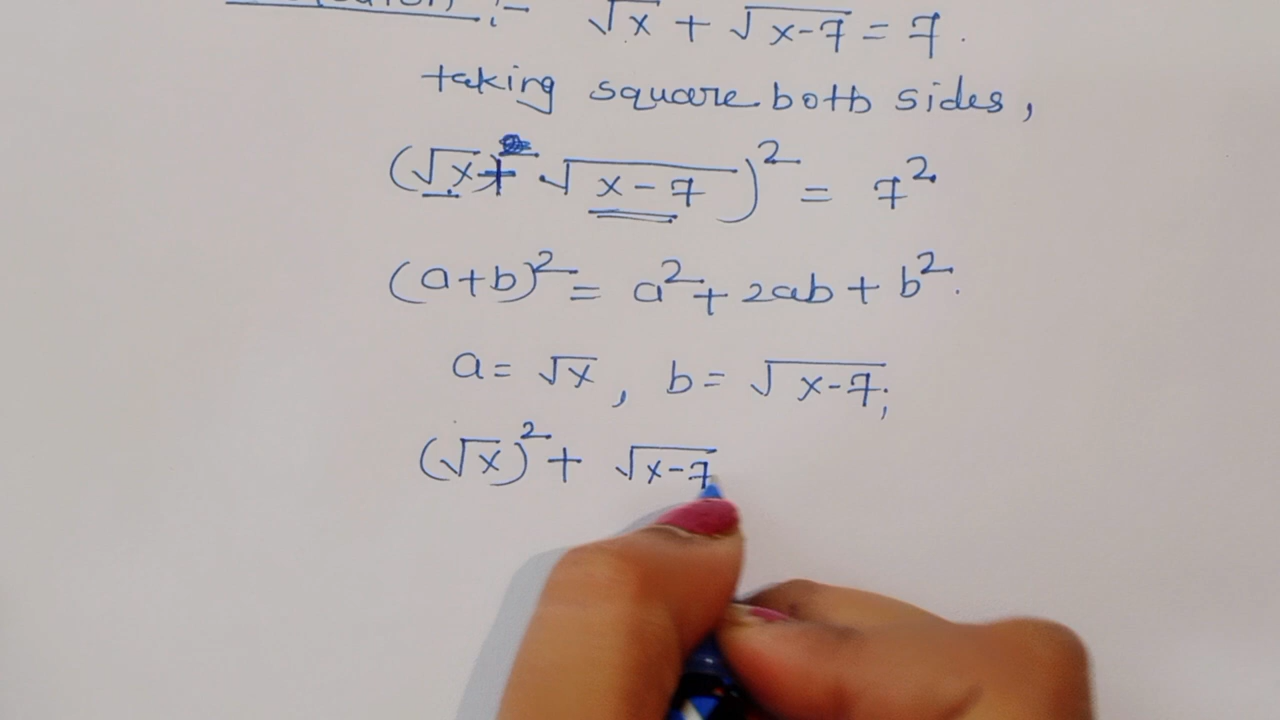 :- √x + √x-7 = 7.
taking square both sides,
(√x + √x-7)² = 7²
(a+b)² = a² + 2ab + b².
a = √x, b = √x-7;
(√x)² + √x-7